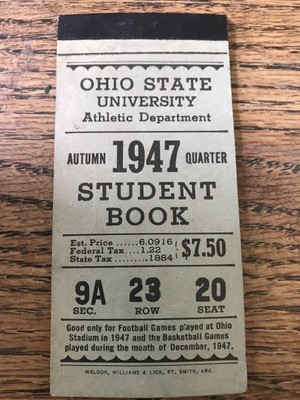 OHIO STATE
UNIVERSITY
Athletic Department
AUTUMN 1947 QUARTER
STUDENT
BOOK
Est. Price ......6.0916
Federal Tax ....1.22
State Tax ........1884
$7.50
9A 23 20
SEC. ROW SEAT
Good only for Football Games played at Ohio
Stadium in 1947 and the Basketball Games
played during the month of December, 1947.
WELDON, WILLIAMS & LICK, FT. SMITH, ARK.